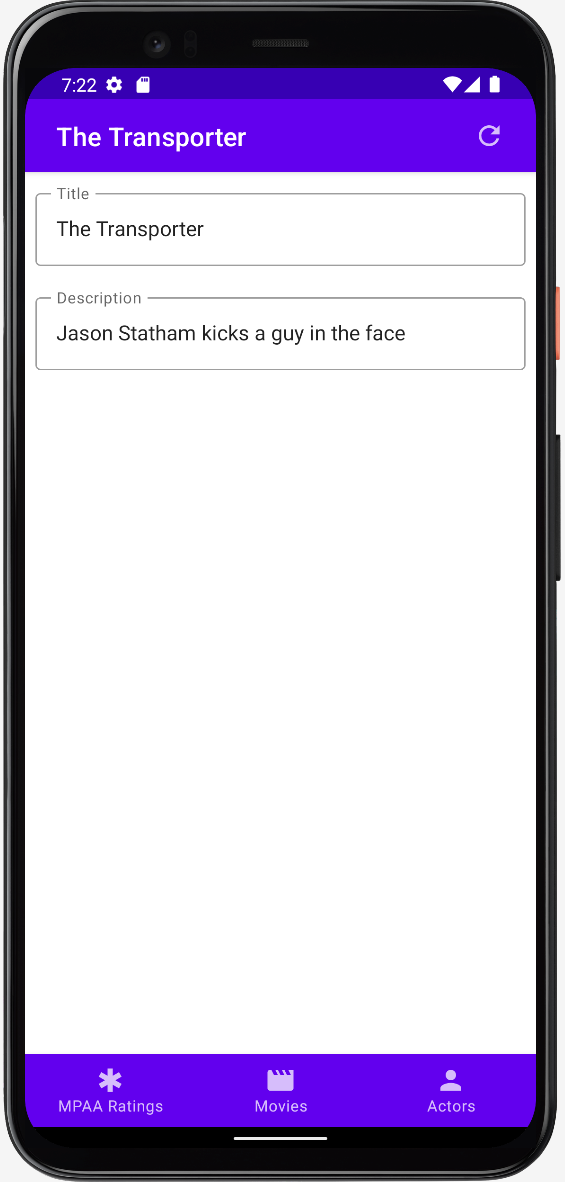 7:22
The Transporter
Title
The Transporter
Description
Jason Statham kicks a guy in the face
MPAA Ratings
Movies
Actors